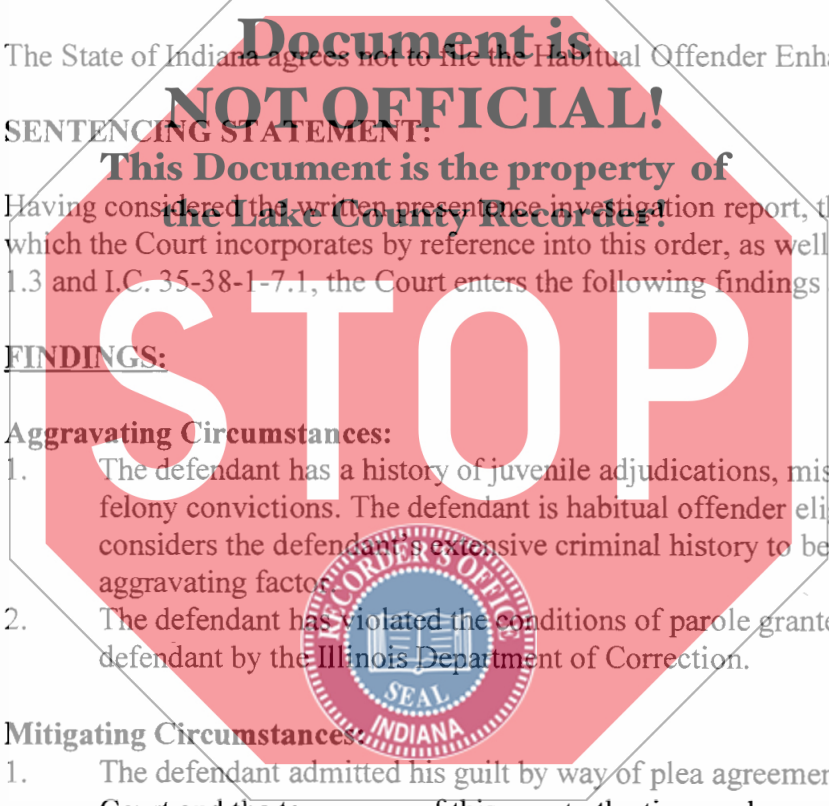 Document is
The State of Indiana agrees not to file the Habitual Offender Enha
NOT OFFICIAL!
SENTENCING STATEMENT:
This Document is the property of
the Lake County Recorder!
Having considered the written presentence investigation report, th
which the Court incorporates by reference into this order, as well
1.3 and I.C. 35-38-1-7.1, the Court enters the following findings
STOP
FINDINGS:
Aggravating Circumstances:
1. The defendant has a history of juvenile adjudications, mis
felony convictions. The defendant is habitual offender eli
considers the defendant's extensive criminal history to be
aggravating factor.
2. The defendant has violated the conditions of parole grante
defendant by the Illinois Department of Correction.
RECORDER'S OFFICE
SEAL
INDIANA
Mitigating Circumstances:
1. The defendant admitted his guilt by way of plea agreemen